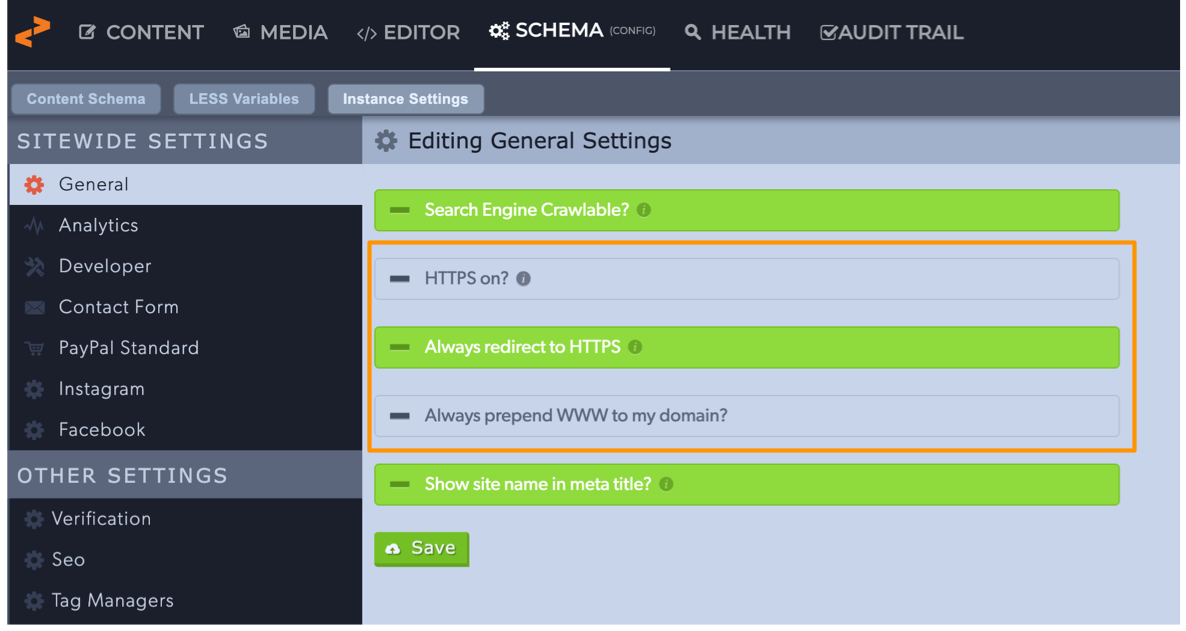 CONTENT MEDIA </> EDITOR SCHEMA (CONFIG) HEALTH AUDIT TRAIL
Content Schema LESS Variables Instance Settings
SITEWIDE SETTINGS
General
Analytics
Developer
Contact Form
PayPal Standard
Instagram
Facebook
OTHER SETTINGS
Verification
Seo
Tag Managers
Editing General Settings
Search Engine Crawlable?
HTTPS on?
Always redirect to HTTPS
Always prepend WWW to my domain?
Show site name in meta title?
Save